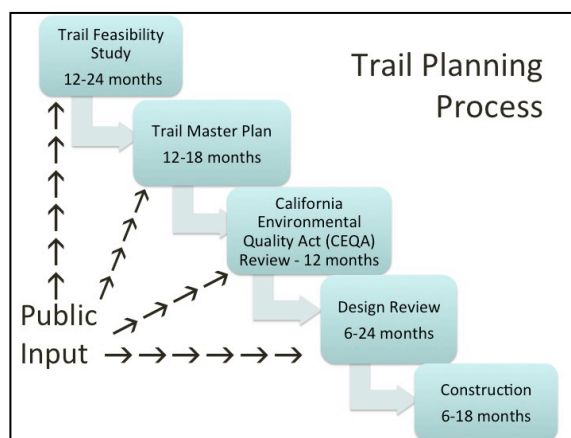 Trail Feasibility
Study
12-24 months
Trail Planning
Process
Trail Master Plan
12-18 months
California
Environmental
Quality Act (CEQA)
Review - 12 months
Public
Input
Design Review
6-24 months
Construction
6-18 months